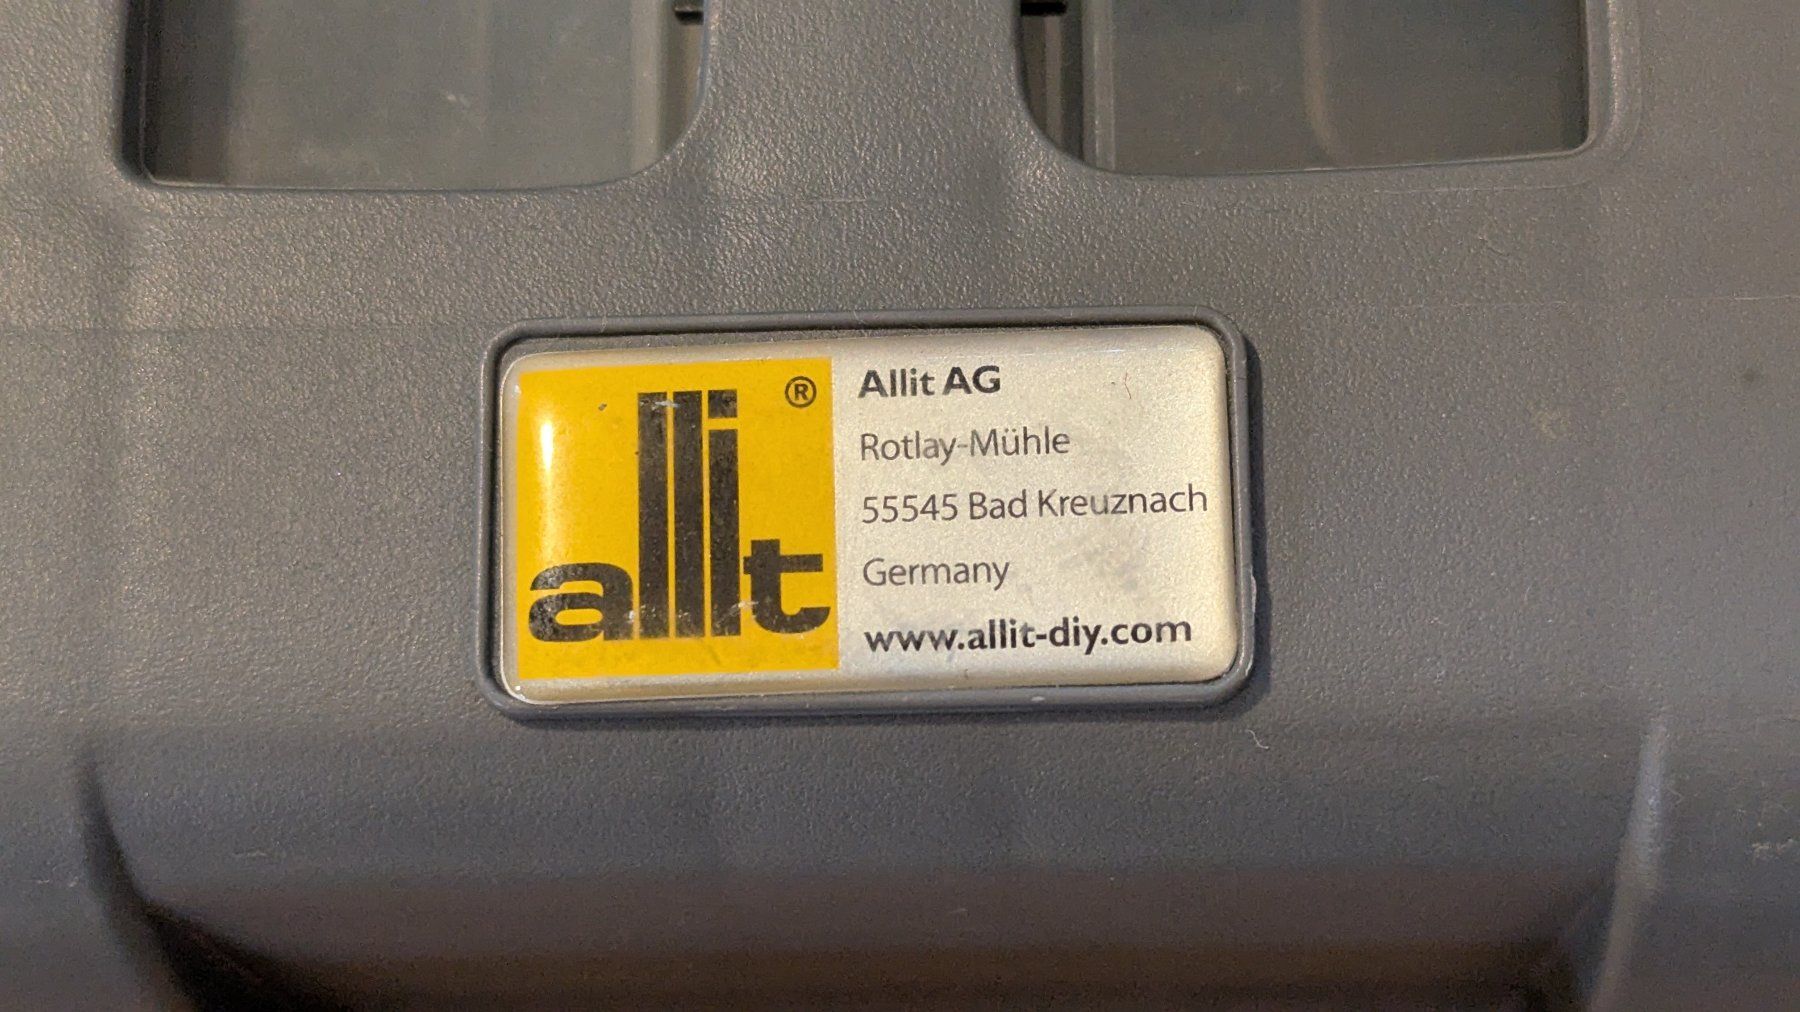 allit®
Allit AG
Rotlay-Mühle
55545 Bad Kreuznach
Germany
www.allit-diy.com